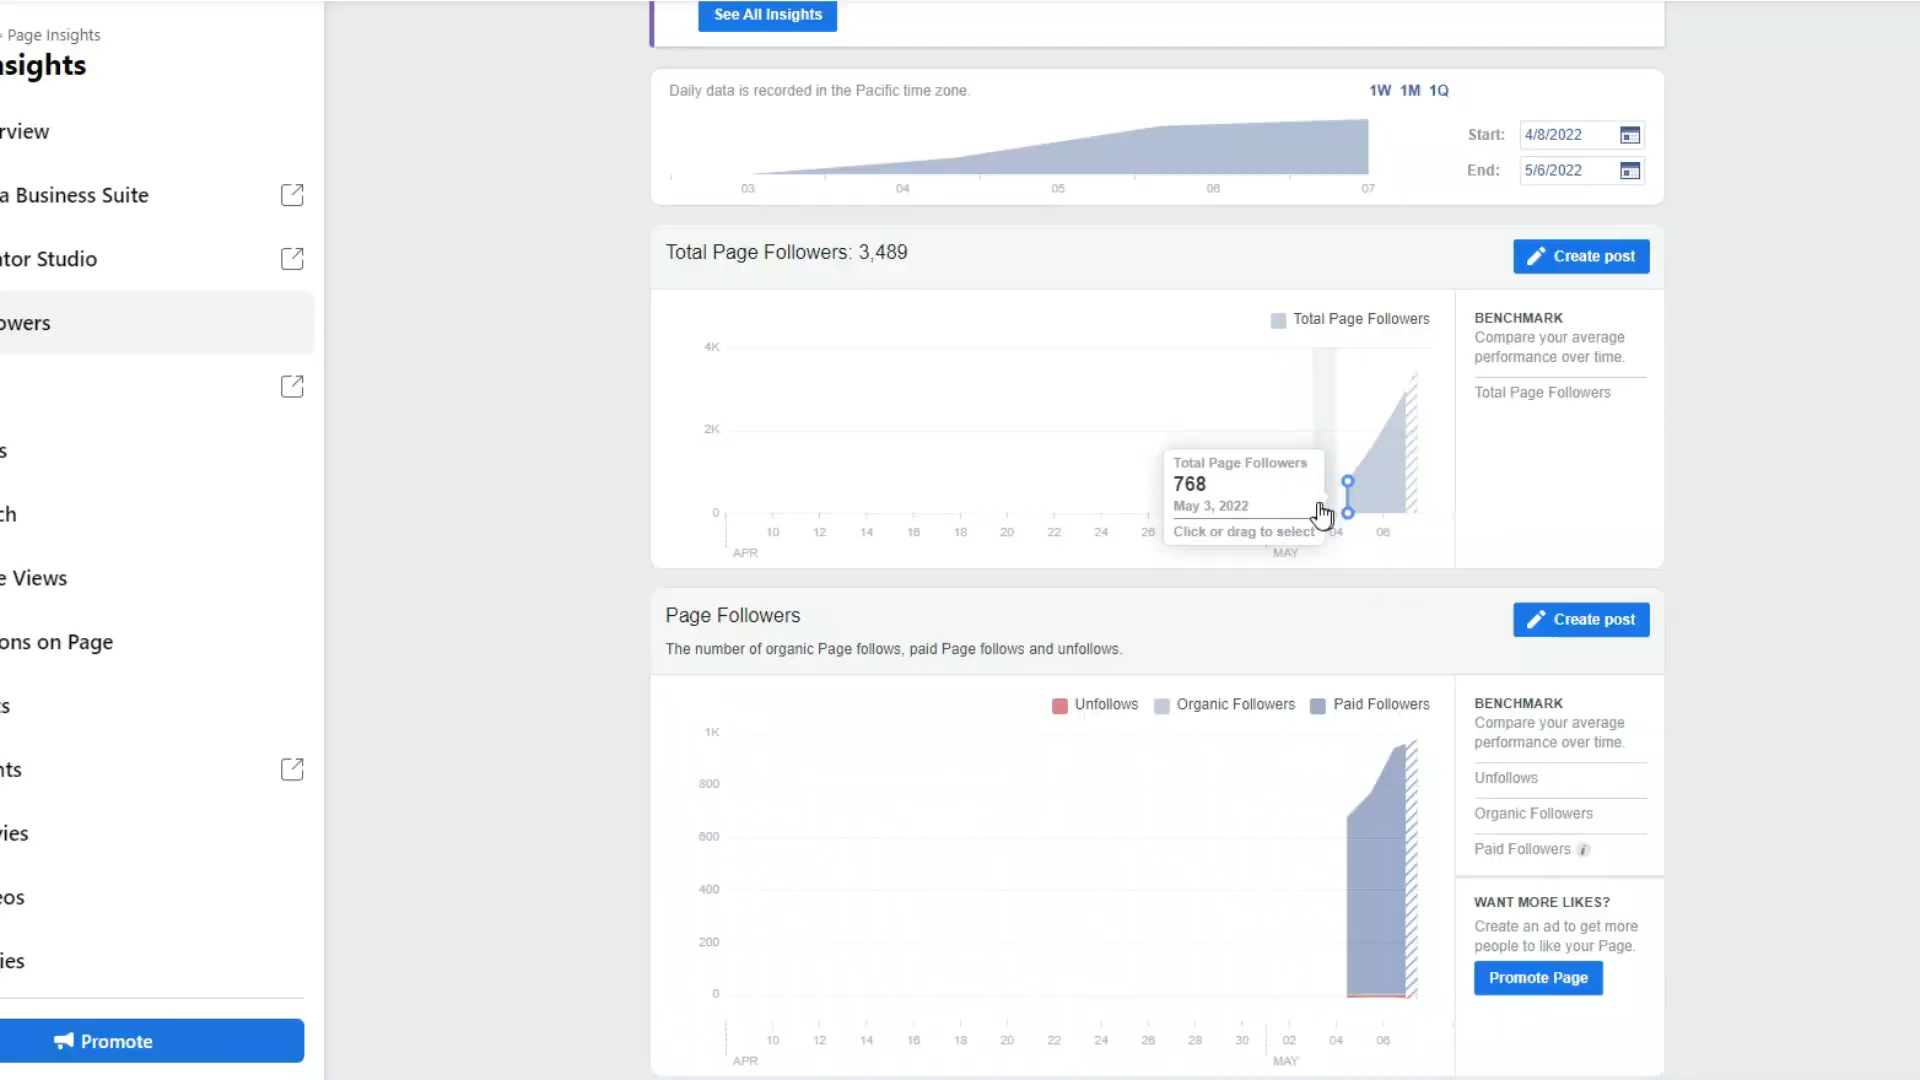 Page Insights
nsights
rview
a Business Suite
ator Studio
owers
s
ch
e Views
ons on Page
ts
nts
vies
eos
ies
Promote
See All Insights
Daily data is recorded in the Pacific time zone.
1W 1M 1Q
Start: 4/8/2022
End: 5/6/2022
03 04 05 06 07
Total Page Followers: 3,489
Create post
Total Page Followers
4K
2K
0
Total Page Followers
768
May 3, 2022
Click or drag to select
10 12 14 16 18 20 22 24 26 04 06
APR MAY
BENCHMARK
Compare your average
performance over time.
Total Page Followers
Page Followers
The number of organic Page follows, paid Page follows and unfollows.
Create post
Unfollows Organic Followers Paid Followers
1K
800
600
400
200
0
10 12 14 16 18 20 22 24 26 28 30 02 04 06
APR MAY
BENCHMARK
Compare your average
performance over time.
Unfollows
Organic Followers
Paid Followers i
WANT MORE LIKES?
Create an ad to get more
people to like your Page.
Promote Page